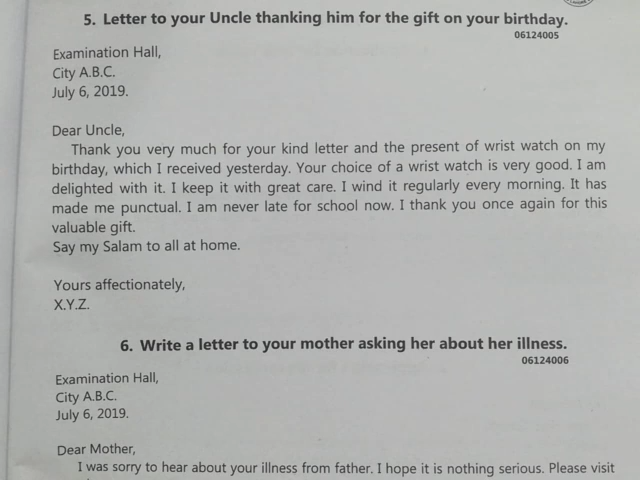 5. Letter to your Uncle thanking him for the gift on your birthday.
06124005
Examination Hall,
City A.B.C.
July 6, 2019.
Dear Uncle,
Thank you very much for your kind letter and the present of wrist watch on my
birthday, which I received yesterday. Your choice of a wrist watch is very good. I am
delighted with it. I keep it with great care. I wind it regularly every morning. It has
made me punctual. I am never late for school now. I thank you once again for this
valuable gift.
Say my Salam to all at home.
Yours affectionately,
X.Y.Z.
6. Write a letter to your mother asking her about her illness.
06124006
Examination Hall,
City A.B.C.
July 6, 2019.
Dear Mother,
I was sorry to hear about your illness from father. I hope it is nothing serious. Please visit